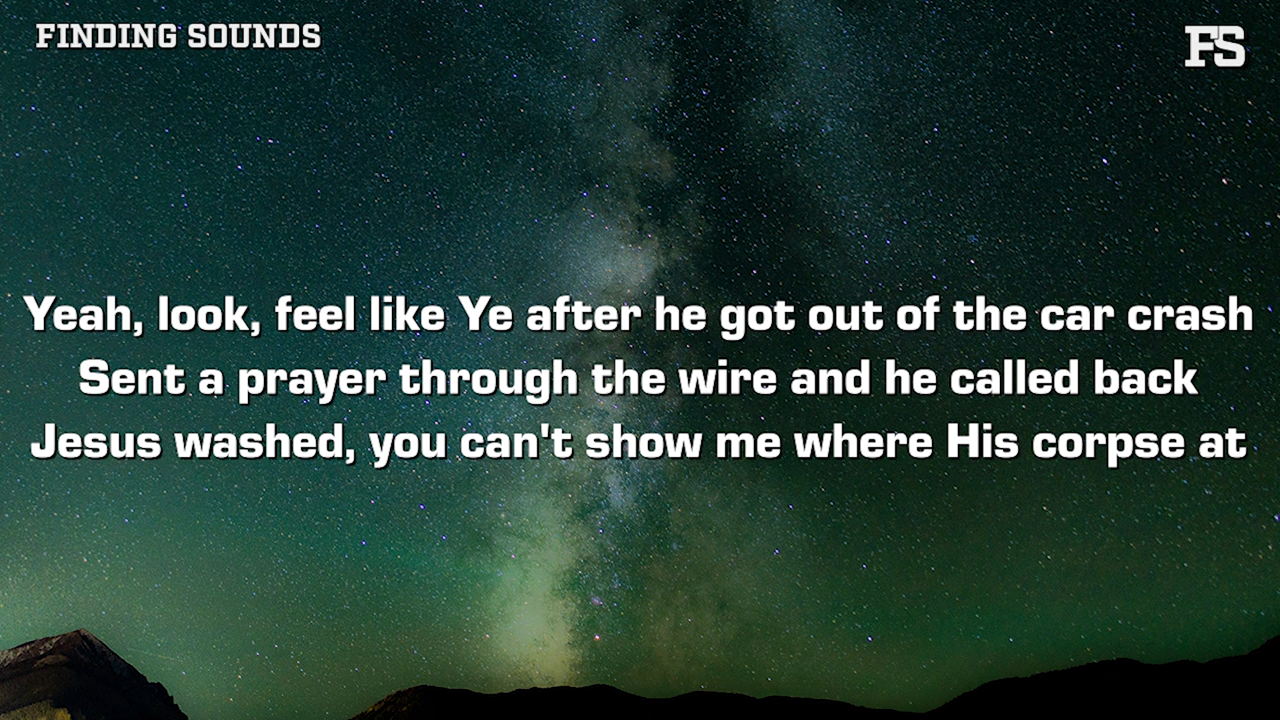 FINDING SOUNDS
FS
Yeah, look, feel like Ye after he got out of the car crash
Sent a prayer through the wire and he called back
Jesus washed, you can't show me where His corpse at